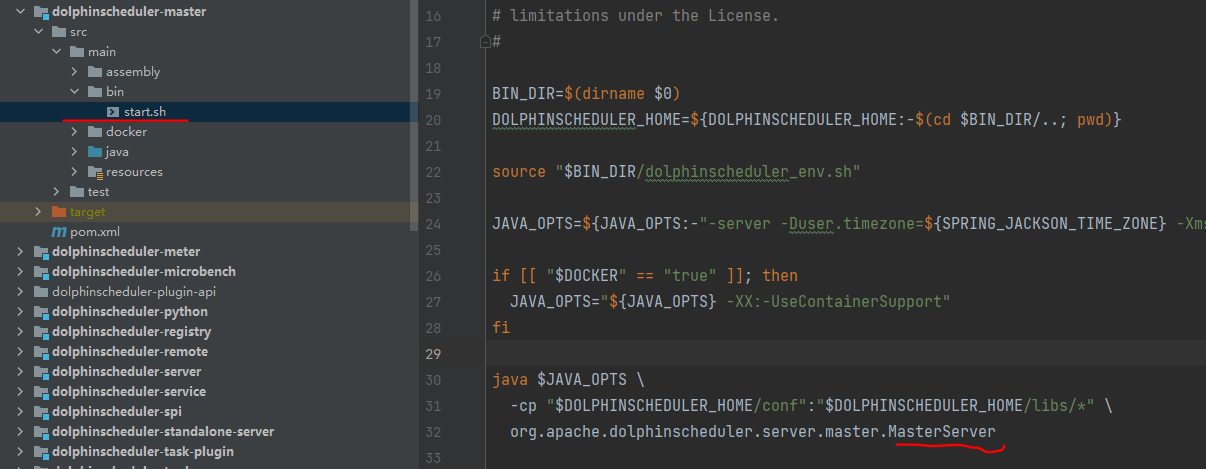 dolphinscheduler-master
src
main
assembly
bin
start.sh
docker
java
resources
test
target
pom.xml
dolphinscheduler-meter
dolphinscheduler-microbench
dolphinscheduler-plugin-api
dolphinscheduler-python
dolphinscheduler-registry
dolphinscheduler-remote
dolphinscheduler-server
dolphinscheduler-service
dolphinscheduler-spi
dolphinscheduler-standalone-server
dolphinscheduler-task-plugin
16 # limitations under the License.
17 #
18
19 BIN_DIR=$(dirname $0)
20 DOLPHINSCHEDULER_HOME=${DOLPHINSCHEDULER_HOME:-$(cd $BIN_DIR/..; pwd)}
21
22 source "$BIN_DIR/dolphinscheduler_env.sh"
23
24 JAVA_OPTS=${JAVA_OPTS:-"-server -Duser.timezone=${SPRING_JACKSON_TIME_ZONE} -Xms
25
26 if [[ "$DOCKER" == "true" ]]; then
27 JAVA_OPTS="${JAVA_OPTS} -XX:-UseContainerSupport"
28 fi
29
30 java $JAVA_OPTS \
31 -cp "$DOLPHINSCHEDULER_HOME/conf":"$DOLPHINSCHEDULER_HOME/libs/*" \
32 org.apache.dolphinscheduler.server.master.MasterServer
33